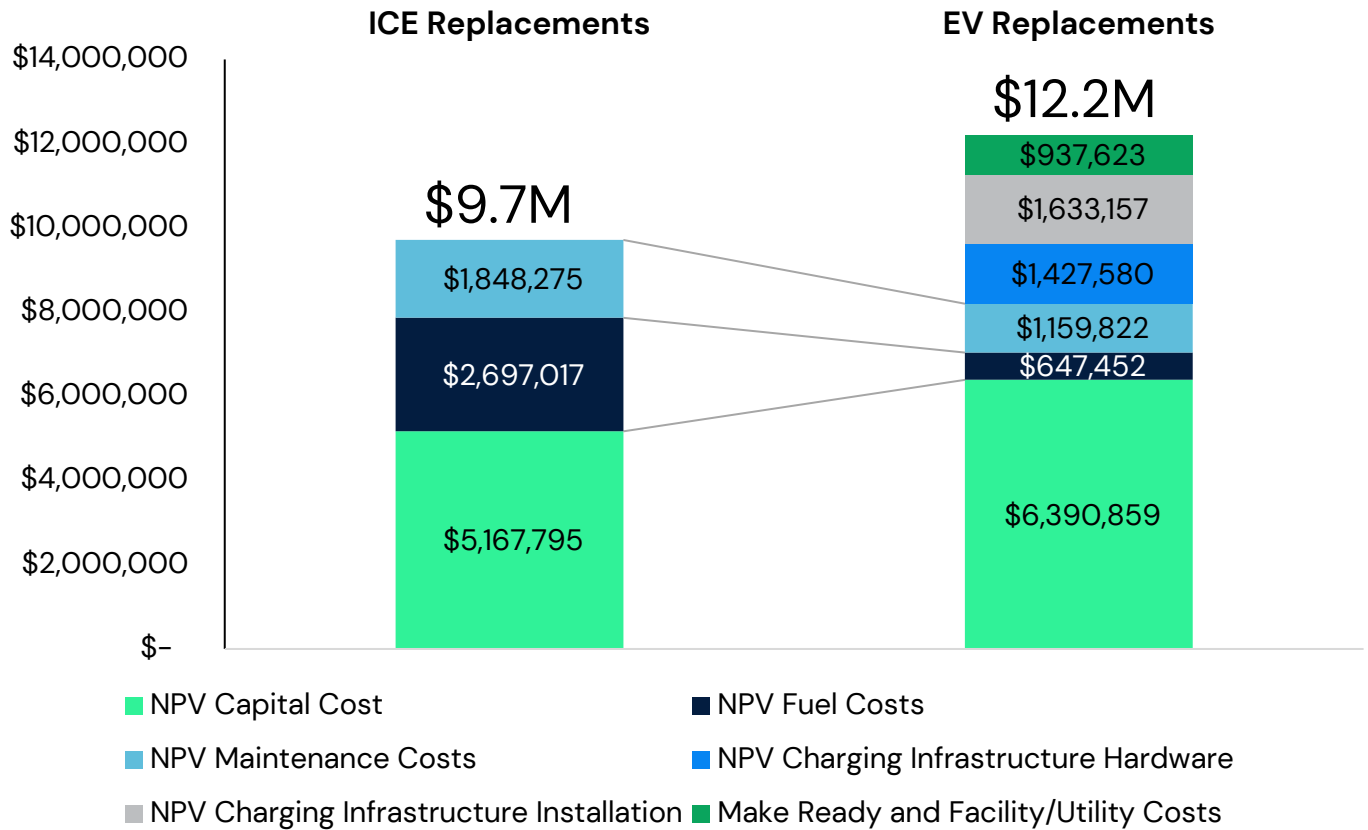 ICE Replacements
EV Replacements
$14,000,000
$12,000,000
$10,000,000
$8,000,000
$6,000,000
$4,000,000
$2,000,000
$-
$9.7M
$1,848,275
$2,697,017
$5,167,795
$12.2M
$937,623
$1,633,157
$1,427,580
$1,159,822
$647,452
$6,390,859
NPV Capital Cost
NPV Fuel Costs
NPV Maintenance Costs
NPV Charging Infrastructure Hardware
NPV Charging Infrastructure Installation
Make Ready and Facility/Utility Costs